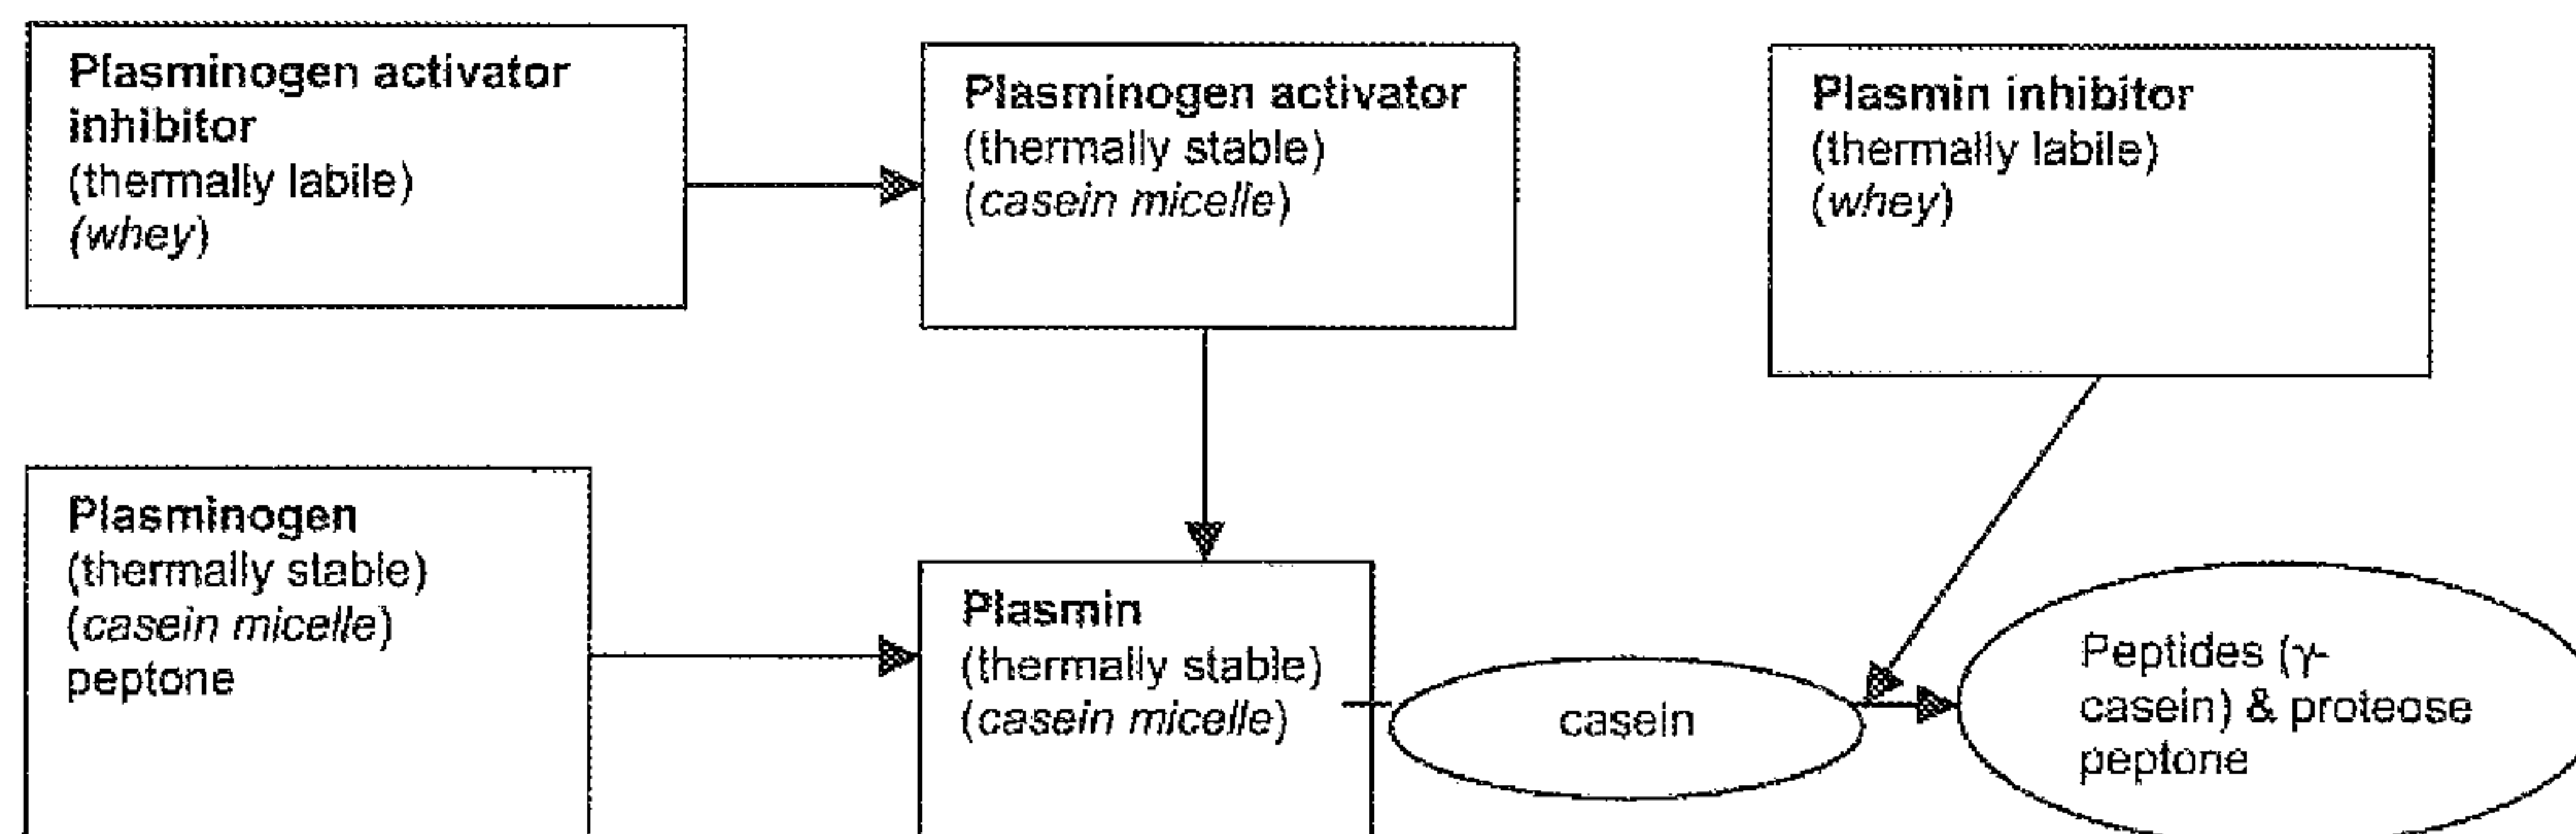 Plasminogen activator
inhibitor
(thermally labile)
(whey)
Plasminogen activator
(thermally stable)
(casein micelle)
Plasmin inhibitor
(thermally labile)
(whey)
Plasminogen
(thermally stable)
(casein micelle)
peptone
Plasmin
(thermally stable)
(casein micelle)
casein
Peptides (γ-
casein) & proteose
peptone